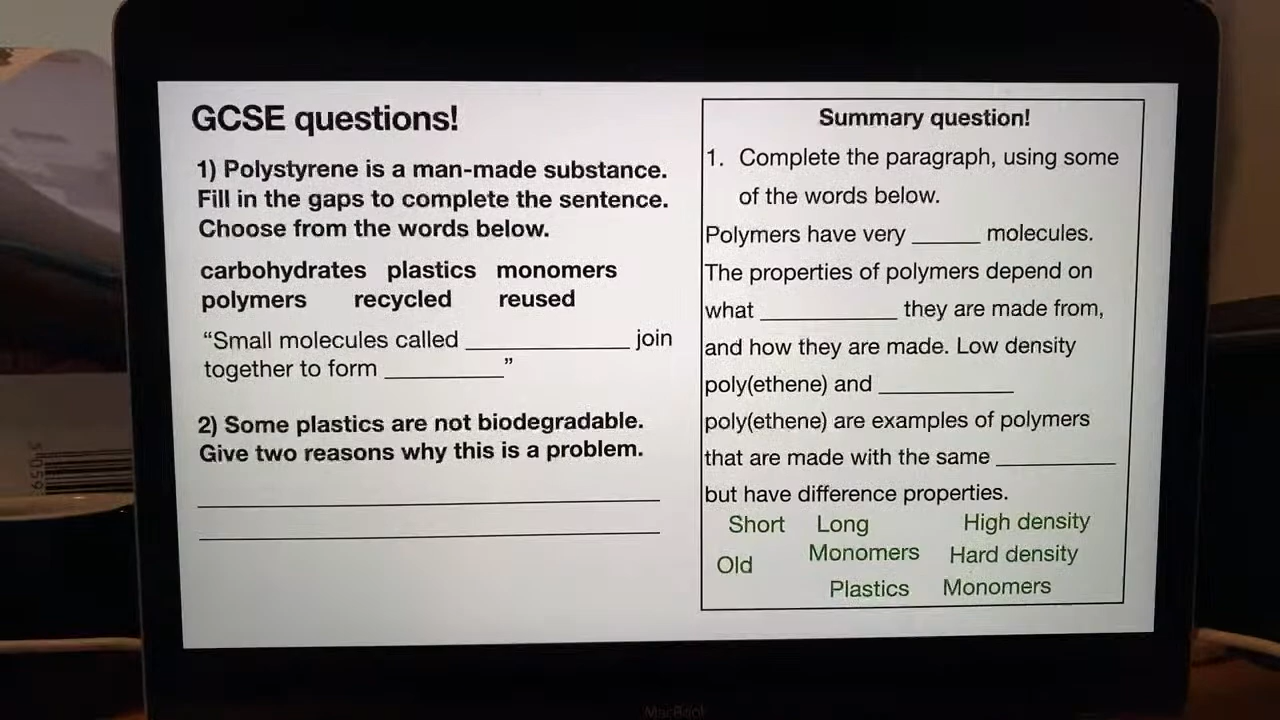 GCSE questions!
1) Polystyrene is a man-made substance.
Fill in the gaps to complete the sentence.
Choose from the words below.
carbohydrates plastics monomers
polymers recycled reused
“Small molecules called ____________ join
together to form _________”
2) Some plastics are not biodegradable.
Give two reasons why this is a problem.
Summary question!
1. Complete the paragraph, using some
of the words below.
Polymers have very _____ molecules.
The properties of polymers depend on
what __________ they are made from,
and how they are made. Low density
poly(ethene) and __________
poly(ethene) are examples of polymers
that are made with the same _________
but have difference properties.
Short Long High density
Old Monomers Hard density
Plastics Monomers
MacBook